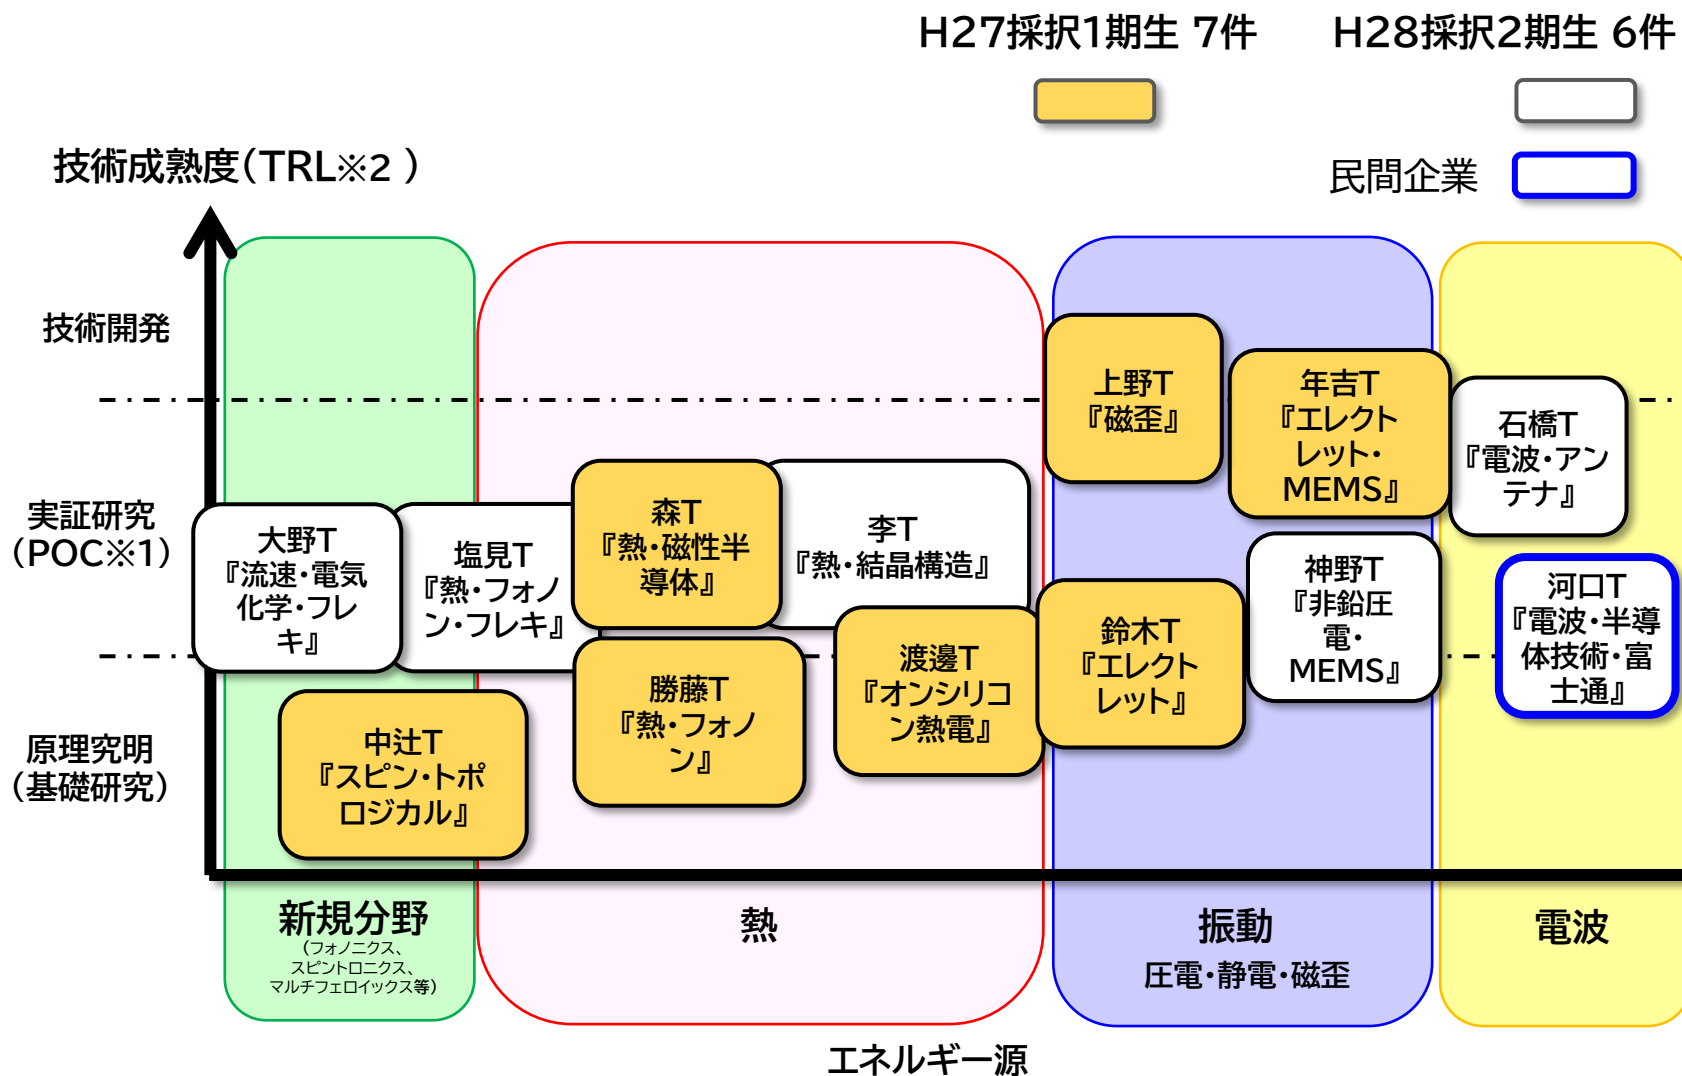 H27採択1期生 7件
H28採択2期生 6件
民間企業
技術成熟度(TRL※2 )
技術開発
実証研究
(POC※1)
原理究明
(基礎研究)
上野T
『磁歪』
年吉T
『エレクト
レット・
MEMS』
石橋T
『電波・アン
テナ』
大野T
『流速・電気
化学・フレ
キ』
塩見T
『熱・フォノ
ン・フレキ』
森T
『熱・磁性半
導体』
李T
『熱・結晶構造』
神野T
『非鉛圧
電・
MEMS』
河口T
『電波・半導
体技術・富
士通』
中辻T
『スピン・トポ
ロジカル』
勝藤T
『熱・フォノ
ン』
渡邊T
『オンシリコ
ン熱電』
鈴木T
『エレクト
レット』
新規分野
(フォノニクス、
スピントロニクス、
マルチフェロイックス等)
熱
振動
圧電・静電・磁歪
電波
エネルギー源